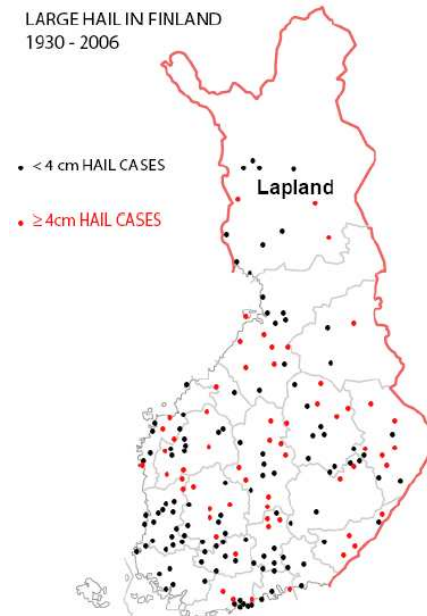 LARGE HAIL IN FINLAND
1930 - 2006
< 4 cm HAIL CASES
≥ 4cm HAIL CASES
Lapland